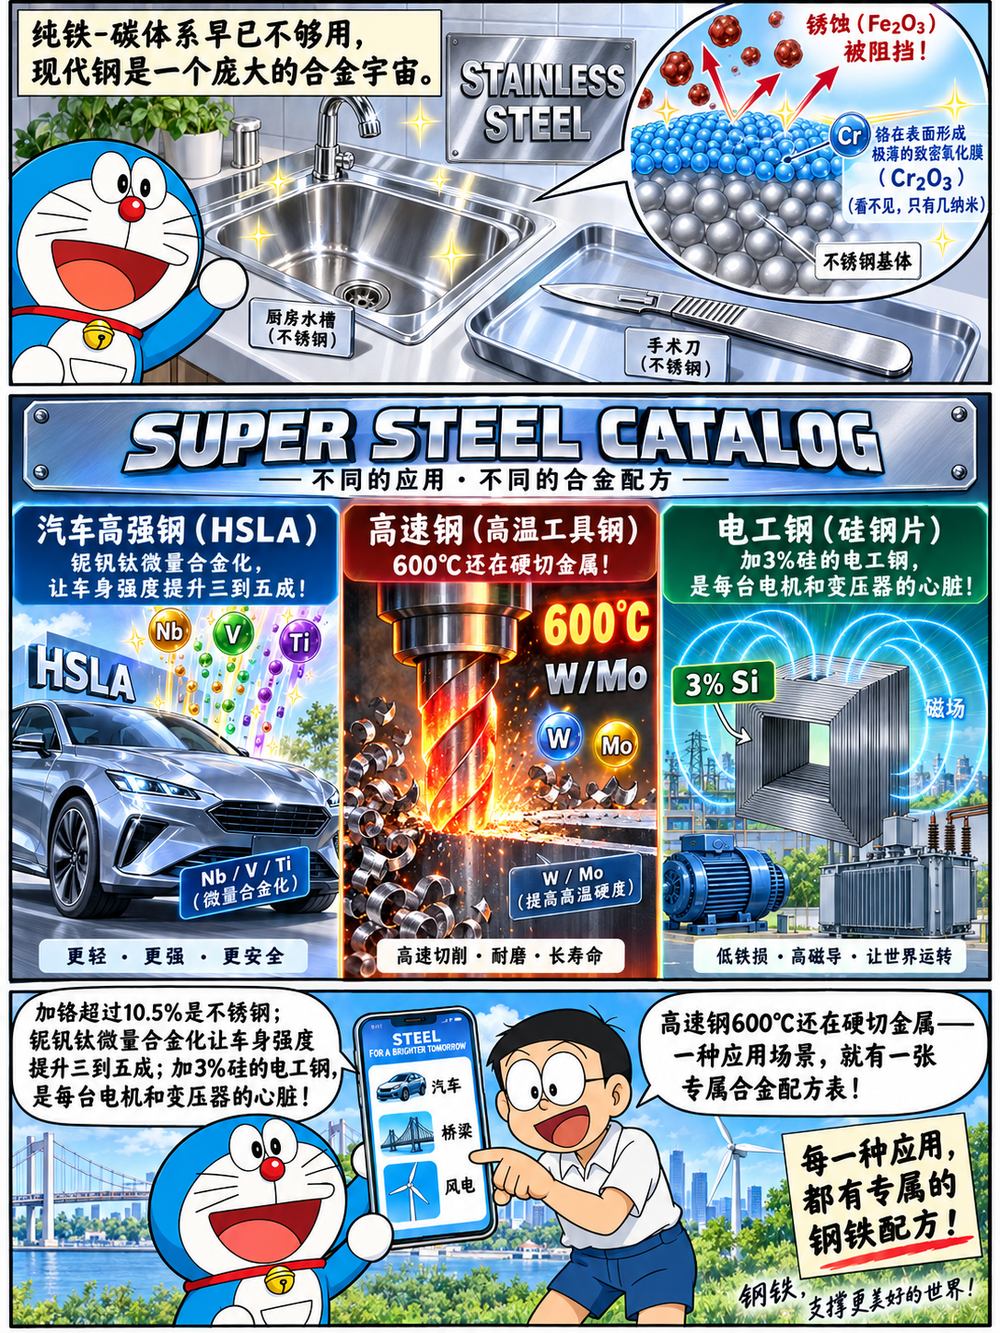 纯铁-碳体系早已不够用，
现代钢是一个庞大的合金宇宙。
STAINLESS
STEEL
锈蚀（Fe₂O₃）
被阻挡！
Cr
铬在表面形成
极薄的致密氧化膜
（Cr₂O₃）
（看不见，只有几纳米）
不锈钢基体
厨房水槽
（不锈钢）
手术刀
（不锈钢）
SUPER STEEL CATALOG
不同的应用·不同的合金配方
汽车高强钢（HSLA）
铌钒钛微量合金化，
让车身强度提升三到五成！
HSLA
Nb
V
Ti
Nb / V / Ti
（微量合金化）
更轻 · 更强 · 更安全
高速钢（高温工具钢）
600℃还在硬切金属！
600℃
W/Mo
W
Mo
W / Mo
（提高高温硬度）
高速切削 · 耐磨 · 长寿命
电工钢（硅钢片）
加3%硅的电工钢，
是每台电机和变压器的心脏！
3% Si
磁场
低铁损 · 高磁导 · 让世界运转
加铬超过10.5%是不锈钢；
铌钒钛微量合金化让车身强度
提升三到五成；加3%硅的电工钢，
是每台电机和变压器的心脏！
STEEL
FOR A BRIGHTER TOMORROW
汽车
桥梁
风电
高速钢600℃还在硬切金属——
一种应用场景，就有一张
专属合金配方表！
每一种应用，
都有专属的
钢铁配方！
钢铁，
支撑更美好的世界！